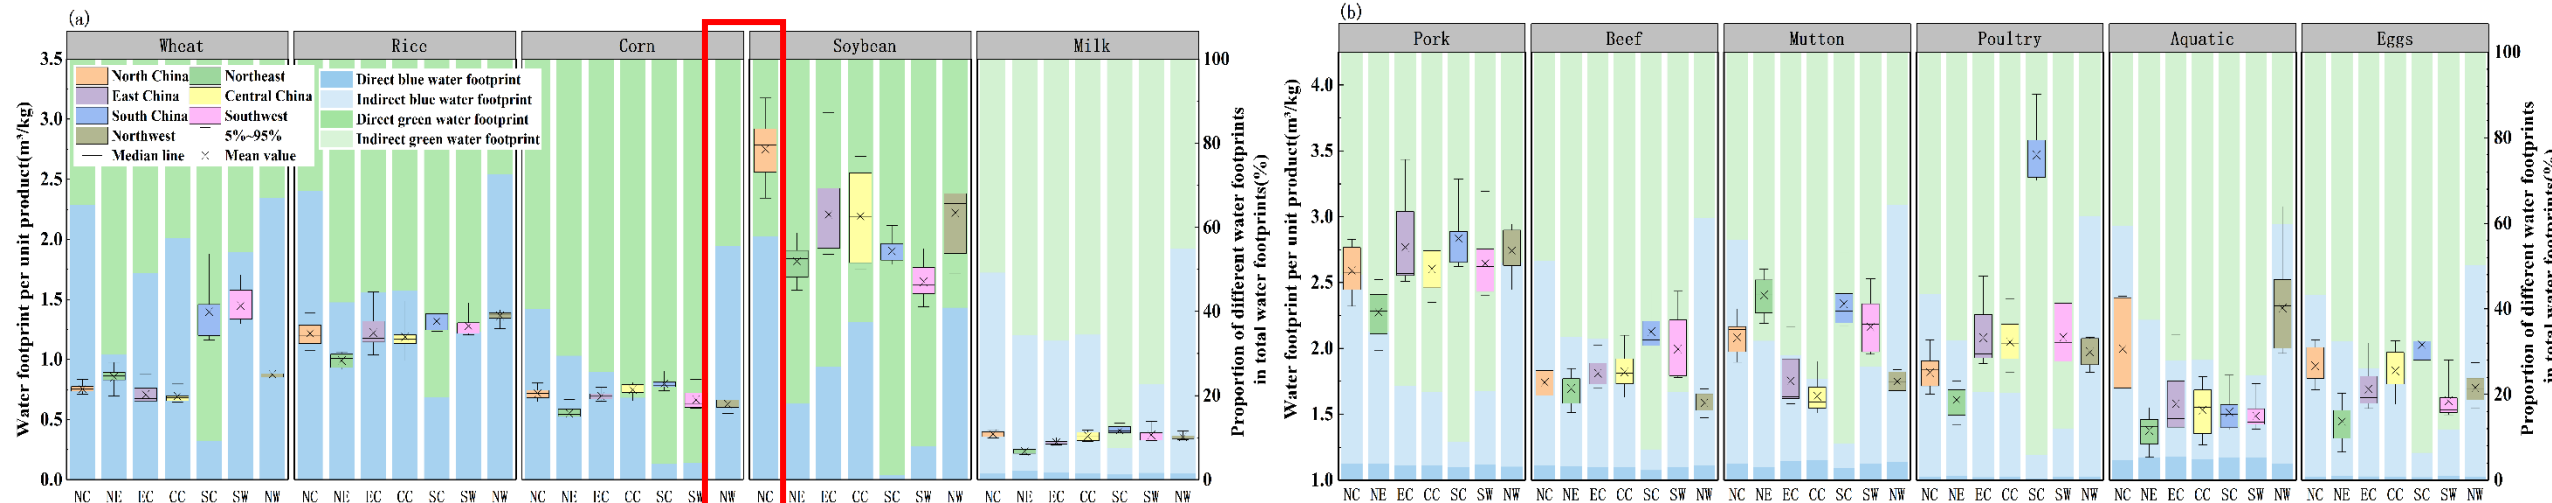 (a)
Wheat Rice Corn Soybean Milk
North China Northeast
East China Central China
South China Southwest
Northwest 5%~95%
Median line Mean value
Direct blue water footprint
Indirect blue water footprint
Direct green water footprint
Indirect green water footprint
Water footprint per unit product(m³/kg)
3.5
3.0
2.5
2.0
1.5
1.0
0.5
0.0
100
80
60
40
20
0
Proportion of different water footprints
in total water footprints(%)
NC NE EC CC SC SW NW NC NE EC CC SC SW NW NC NE EC CC SC SW NW NC NE EC CC SC SW NW NC NE EC CC SC SW NW
(b)
Pork Beef Mutton Poultry Aquatic Eggs
Water footprint per unit product(m³/kg)
4.0
3.5
3.0
2.5
2.0
1.5
1.0
100
80
60
40
20
0
Proportion of different water footprints
in total water footprints(%)
NC NE EC CC SC SW NW NC NE EC CC SC SW NW NC NE EC CC SC SW NW NC NE EC CC SC SW NW NC NE EC CC SC SW NW NC NE EC CC SC SW NW